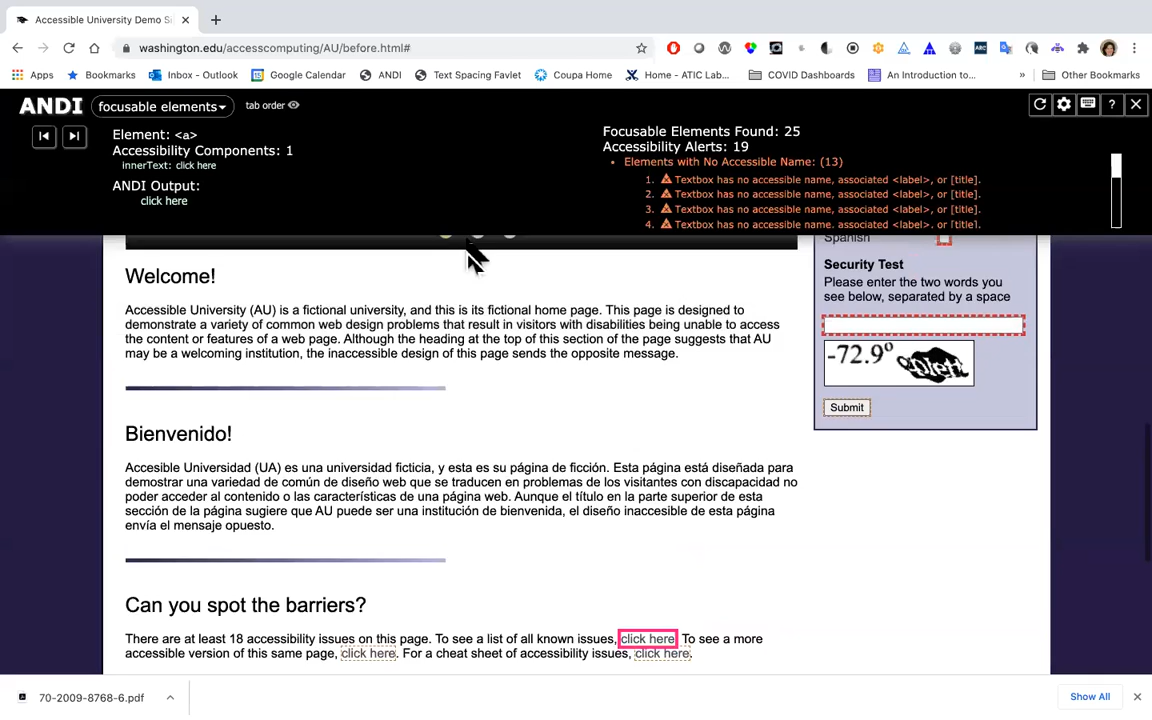 Accessible University Demo Si
washington.edu/accesscomputing/AU/before.html#
Apps
Bookmarks
Inbox - Outlook
Google Calendar
ANDI
Text Spacing Favlet
Coupa Home
Home - ATIC Lab...
COVID Dashboards
An Introduction to...
»
Other Bookmarks
ANDI
focusable elements
tab order
Element: <a>
Accessibility Components: 1
innerText: click here
ANDI Output:
click here
Focusable Elements Found: 25
Accessibility Alerts: 19
• Elements with No Accessible Name: (13)
1. Textbox has no accessible name, associated <label>, or [title].
2. Textbox has no accessible name, associated <label>, or [title].
3. Textbox has no accessible name, associated <label>, or [title].
4. Textbox has no accessible name, associated <label>, or [title].
?
Welcome!
Accessible University (AU) is a fictional university, and this is its fictional home page. This page is designed to
demonstrate a variety of common web design problems that result in visitors with disabilities being unable to access
the content or features of a web page. Although the heading at the top of this section of the page suggests that AU
may be a welcoming institution, the inaccessible design of this page sends the opposite message.
Bienvenido!
Accesible Universidad (UA) es una universidad ficticia, y esta es su página de ficción. Esta página está diseñada para
demostrar una variedad de común de diseño web que se traducen en problemas de los visitantes con discapacidad no
poder acceder al contenido o las características de una página web. Aunque el título en la parte superior de esta
sección de la página sugiere que AU puede ser una institución de bienvenida, el diseño inaccesible de esta página
envía el mensaje opuesto.
Can you spot the barriers?
There are at least 18 accessibility issues on this page. To see a list of all known issues, click here. To see a more
accessible version of this same page, click here. For a cheat sheet of accessibility issues, click here.
Spanish
Security Test
Please enter the two words you
see below, separated by a space
-72.9º
Submit
70-2009-8768-6.pdf
Show All